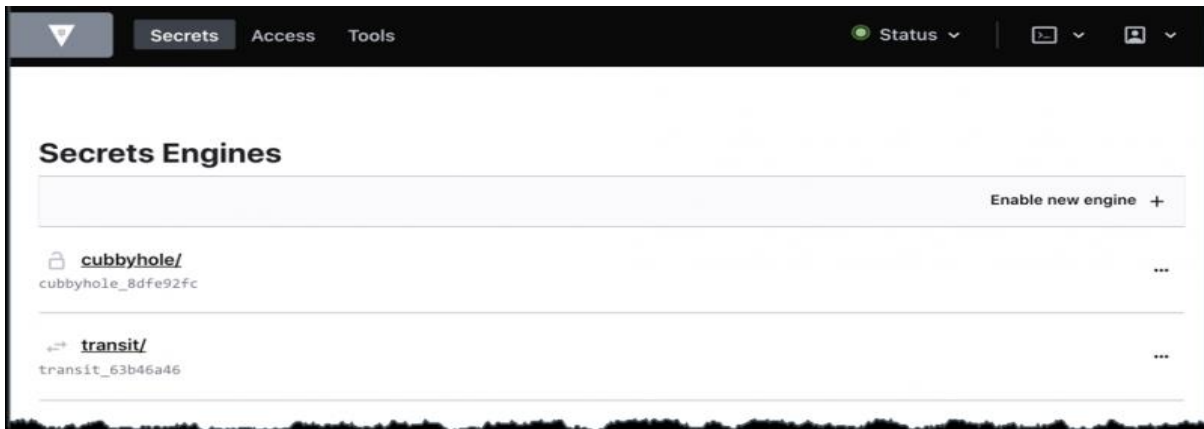 Secrets Access Tools Status
Secrets Engines
Enable new engine +
cubbyhole/
cubbyhole_8dfe92fc
transit/
transit_63b46a46